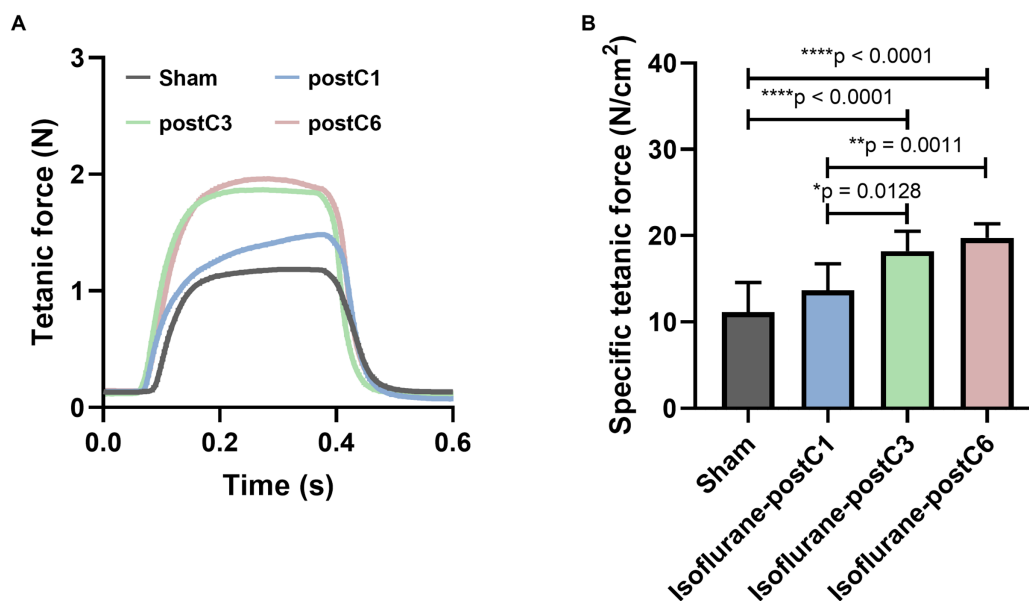 A
Tetanic force (N)
3
2
1
0
Sham
postC1
postC3
postC6
0.0
0.2
0.4
0.6
Time (s)
B
Specific tetanic force (N/cm²)
40
30
20
10
0
****p < 0.0001
****p < 0.0001
**p = 0.0011
*p = 0.0128
Sham
Isoflurane-postC1
Isoflurane-postC3
Isoflurane-postC6